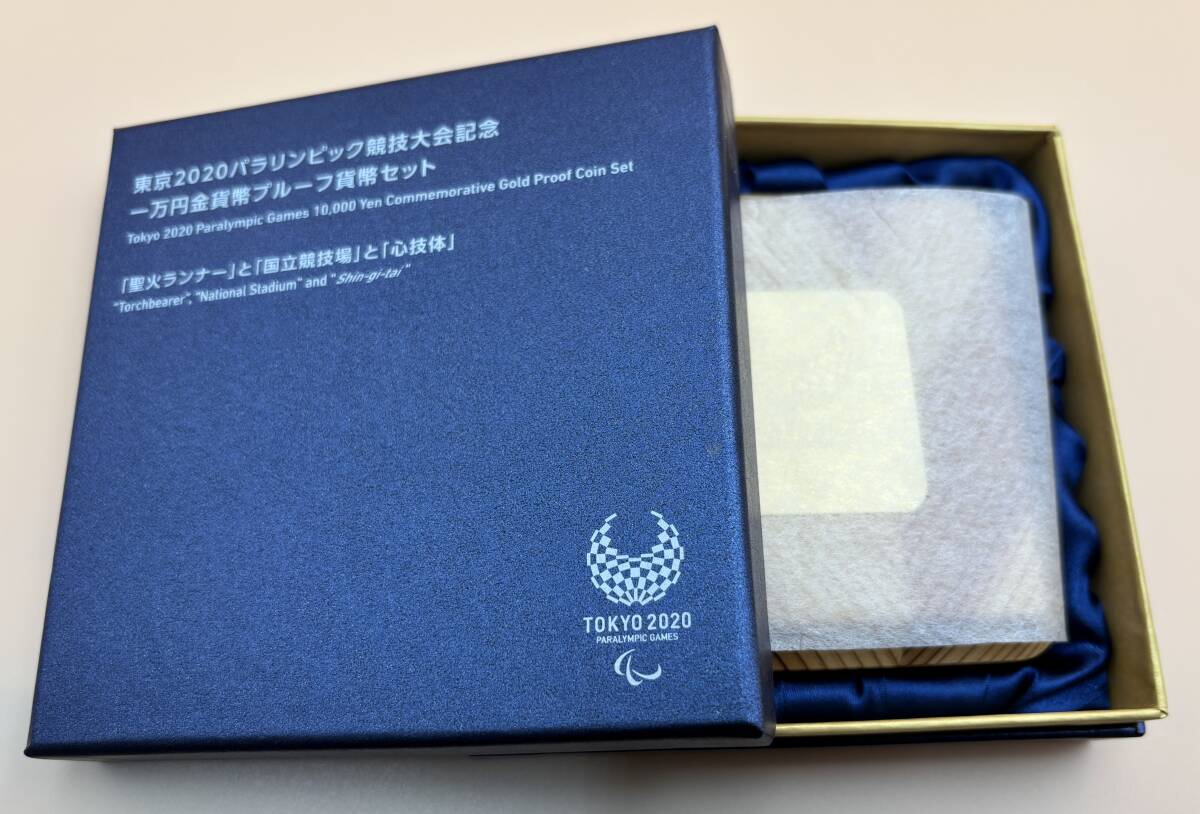 東京2020パラリンピック競技大会記念
一万円金貨幣プルーフ貨幣セット
Tokyo 2020 Paralympic Games 10,000 Yen Commemorative Gold Proof Coin Set
「聖火ランナー」と「国立競技場」と「心技体」
"Torchbearer", "National Stadium" and "Shin-gi-tai"
TOKYO 2020
PARALYMPIC GAMES